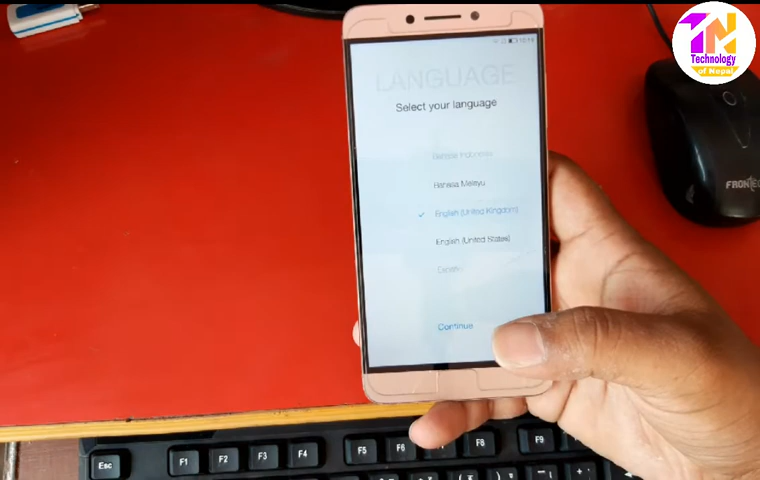 TN
Technology
of Nepal
LANGUAGE
Select your language
Bahasa Indonesia
Bahasa Melayu
English (United Kingdom)
English (United States)
Continue
FRONTECH
Esc
F1
F2
F3
F4
F5
F6
F8
F9